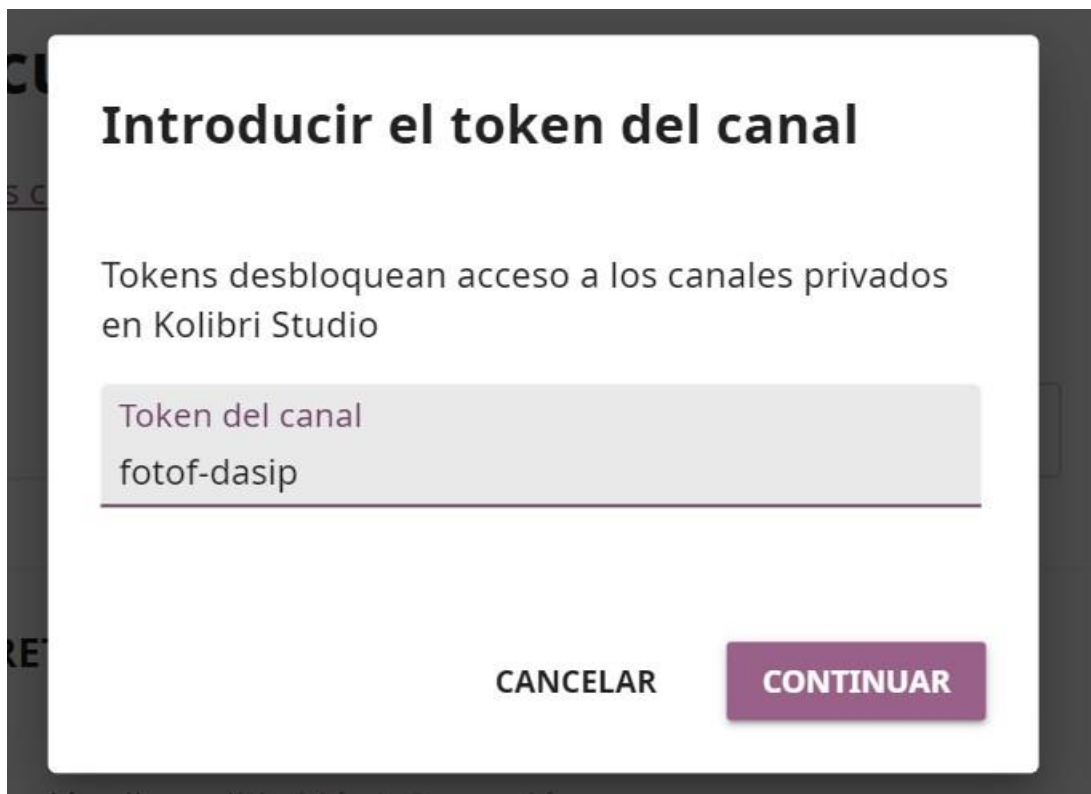 Introducir el token del canal
Tokens desbloquean acceso a los canales privados
en Kolibri Studio
Token del canal
fotof-dasip
CANCELAR
CONTINUAR